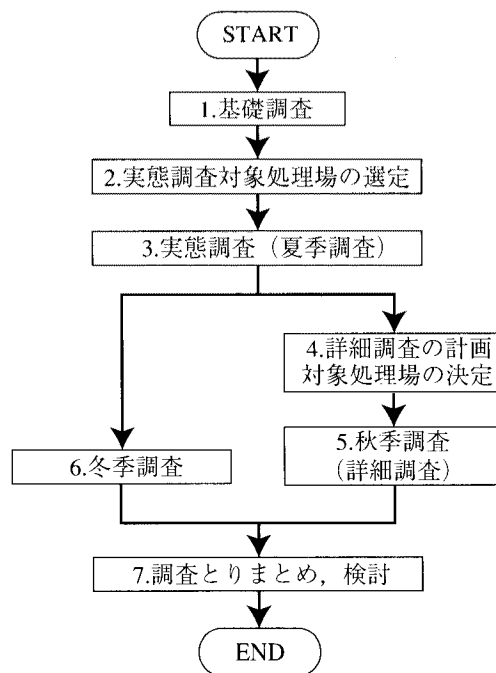 START
1.基礎調査
2.実態調査対象処理場の選定
3.実態調査（夏季調査）
4.詳細調査の計画
対象処理場の決定
5.秋季調査
（詳細調査）
6.冬季調査
7.調査とりまとめ，検討
END